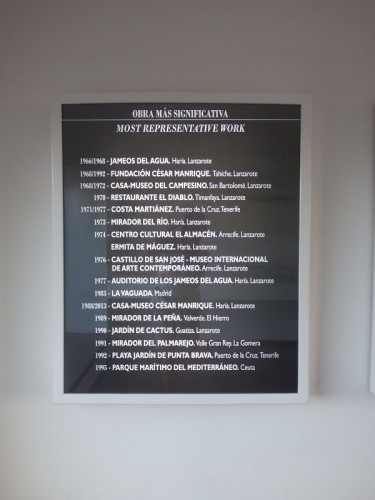 OBRA MÁS SIGNIFICATIVA
MOST REPRESENTATIVE WORK
1966/1968 - JAMEOS DEL AGUA. Haría. Lanzarote
1968/1992 - FUNDACIÓN CÉSAR MANRIQUE. Tahiche. Lanzarote
1968/1972 - CASA-MUSEO DEL CAMPESINO. San Bartolomé. Lanzarote
1970 - RESTAURANTE EL DIABLO. Timanfaya. Lanzarote
1971/1977 - COSTA MARTIÁNEZ. Puerto de la Cruz. Tenerife
1973 - MIRADOR DEL RÍO. Haría. Lanzarote
1974 - CENTRO CULTURAL EL ALMACÉN. Arrecife. Lanzarote
ERMITA DE MÁGUEZ. Haría. Lanzarote
1976 - CASTILLO DE SAN JOSÉ - MUSEO INTERNACIONAL
DE ARTE CONTEMPORÁNEO. Arrecife. Lanzarote
1977 - AUDITORIO DE LOS JAMEOS DEL AGUA. Haría. Lanzarote
1983 - LA VAGUADA. Madrid
1988/2013 - CASA-MUSEO CÉSAR MANRIQUE. Haría. Lanzarote
1989 - MIRADOR DE LA PEÑA. Valverde. El Hierro
1990 - JARDÍN DE CACTUS. Guatiza. Lanzarote
1991 - MIRADOR DEL PALMAREJO. Valle Gran Rey. La Gomera
1992 - PLAYA JARDÍN DE PUNTA BRAVA. Puerto de la Cruz. Tenerife
1995 - PARQUE MARÍTIMO DEL MEDITERRÁNEO. Ceuta